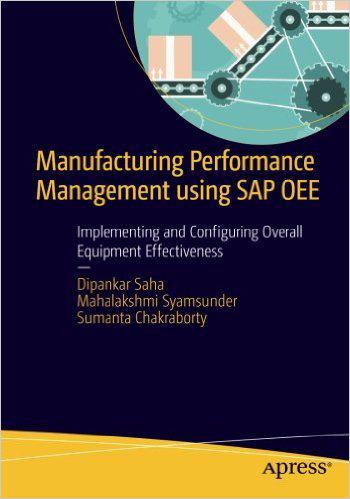 Manufacturing Performance
Management using SAP OEE
Implementing and Configuring Overall
Equipment Effectiveness
—
Dipankar Saha
Mahalakshmi Syamsunder
Sumanta Chakraborty
Apress®